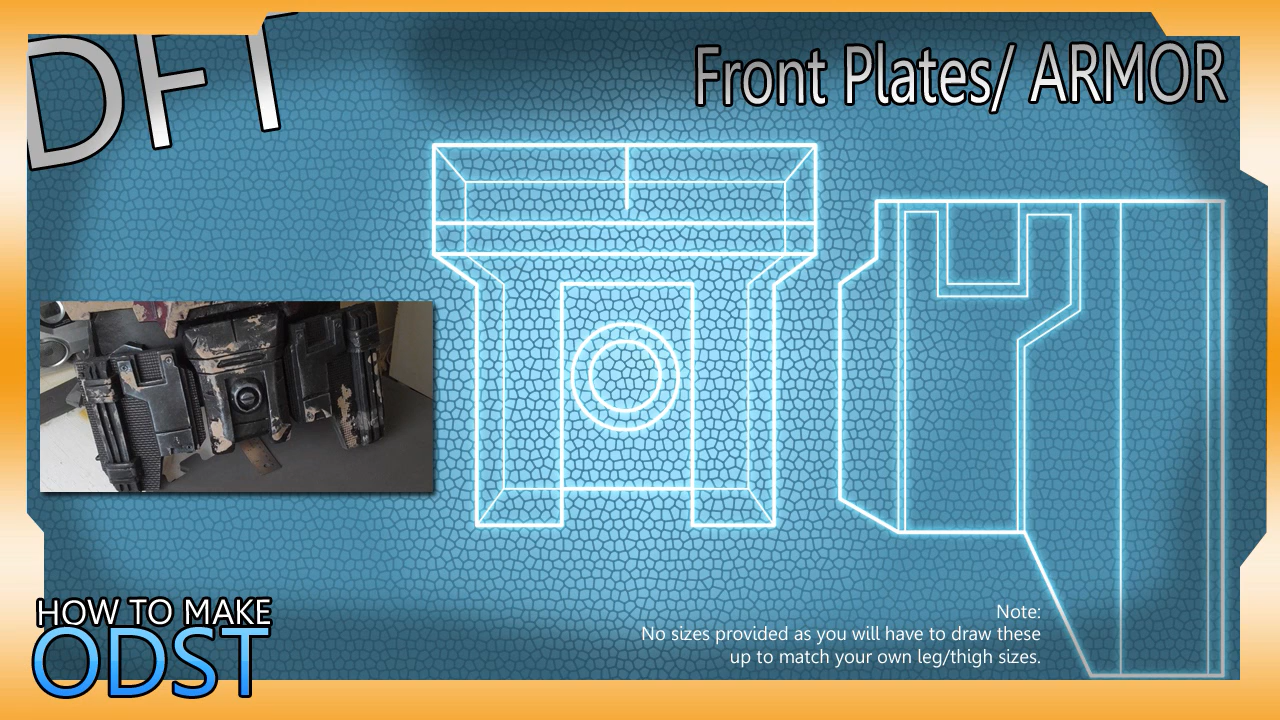 DFT
Front Plates/ ARMOR
HOW TO MAKE
ODST
Note:
No sizes provided as you will have to draw these
up to match your own leg/thigh sizes.